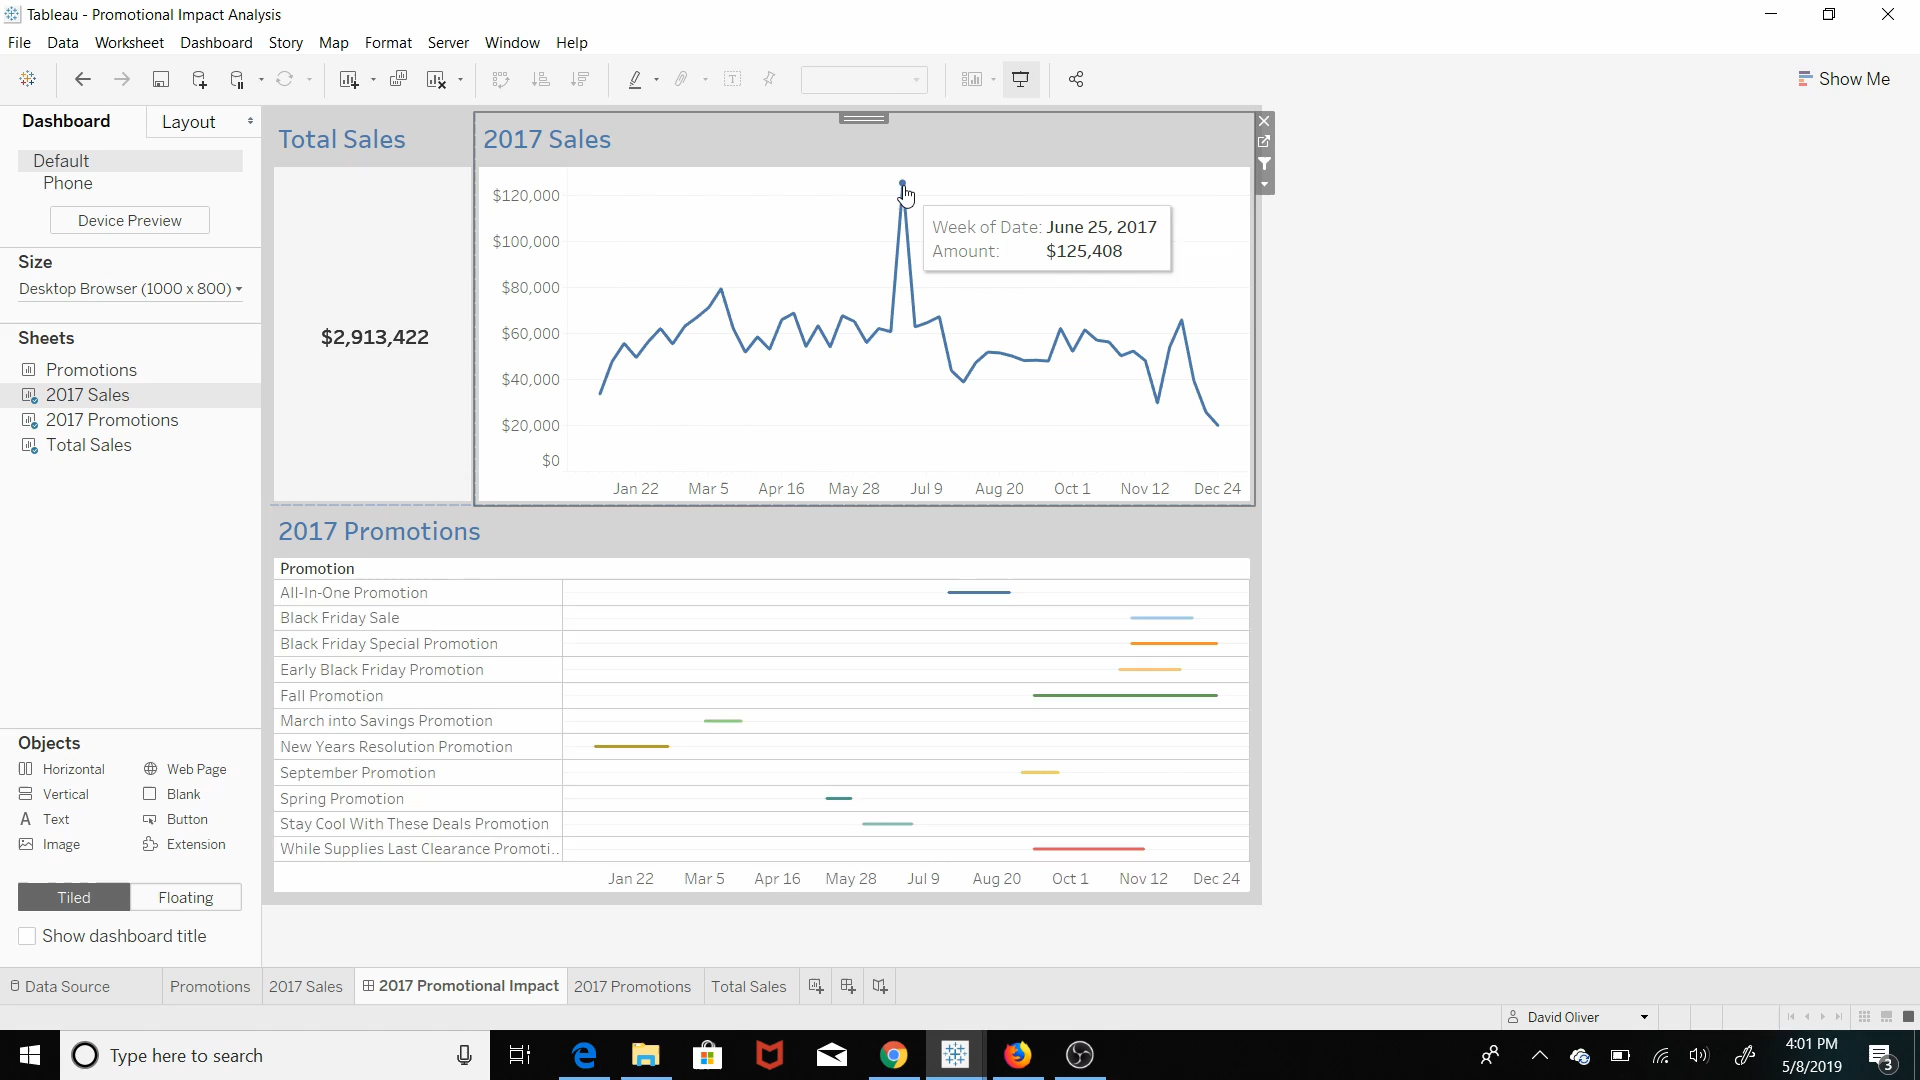 Tableau - Promotional Impact Analysis
File Data Worksheet Dashboard Story Map Format Server Window Help
Show Me
Dashboard Layout
Default
Phone
Device Preview
Size
Desktop Browser (1000 x 800)
Sheets
Promotions
2017 Sales
2017 Promotions
Total Sales
Objects
Horizontal Web Page
Vertical Blank
A Text Button
Image Extension
Tiled Floating
Show dashboard title
Total Sales
$2,913,422
2017 Sales
$120,000
$100,000
$80,000
$60,000
$40,000
$20,000
$0
Week of Date: June 25, 2017
Amount: $125,408
Jan 22 Mar 5 Apr 16 May 28 Jul 9 Aug 20 Oct 1 Nov 12 Dec 24
2017 Promotions
Promotion
All-In-One Promotion
Black Friday Sale
Black Friday Special Promotion
Early Black Friday Promotion
Fall Promotion
March into Savings Promotion
New Years Resolution Promotion
September Promotion
Spring Promotion
Stay Cool With These Deals Promotion
While Supplies Last Clearance Promoti..
Jan 22 Mar 5 Apr 16 May 28 Jul 9 Aug 20 Oct 1 Nov 12 Dec 24
Data Source Promotions 2017 Sales 2017 Promotional Impact 2017 Promotions Total Sales
David Oliver
Type here to search
4:01 PM
5/8/2019
3